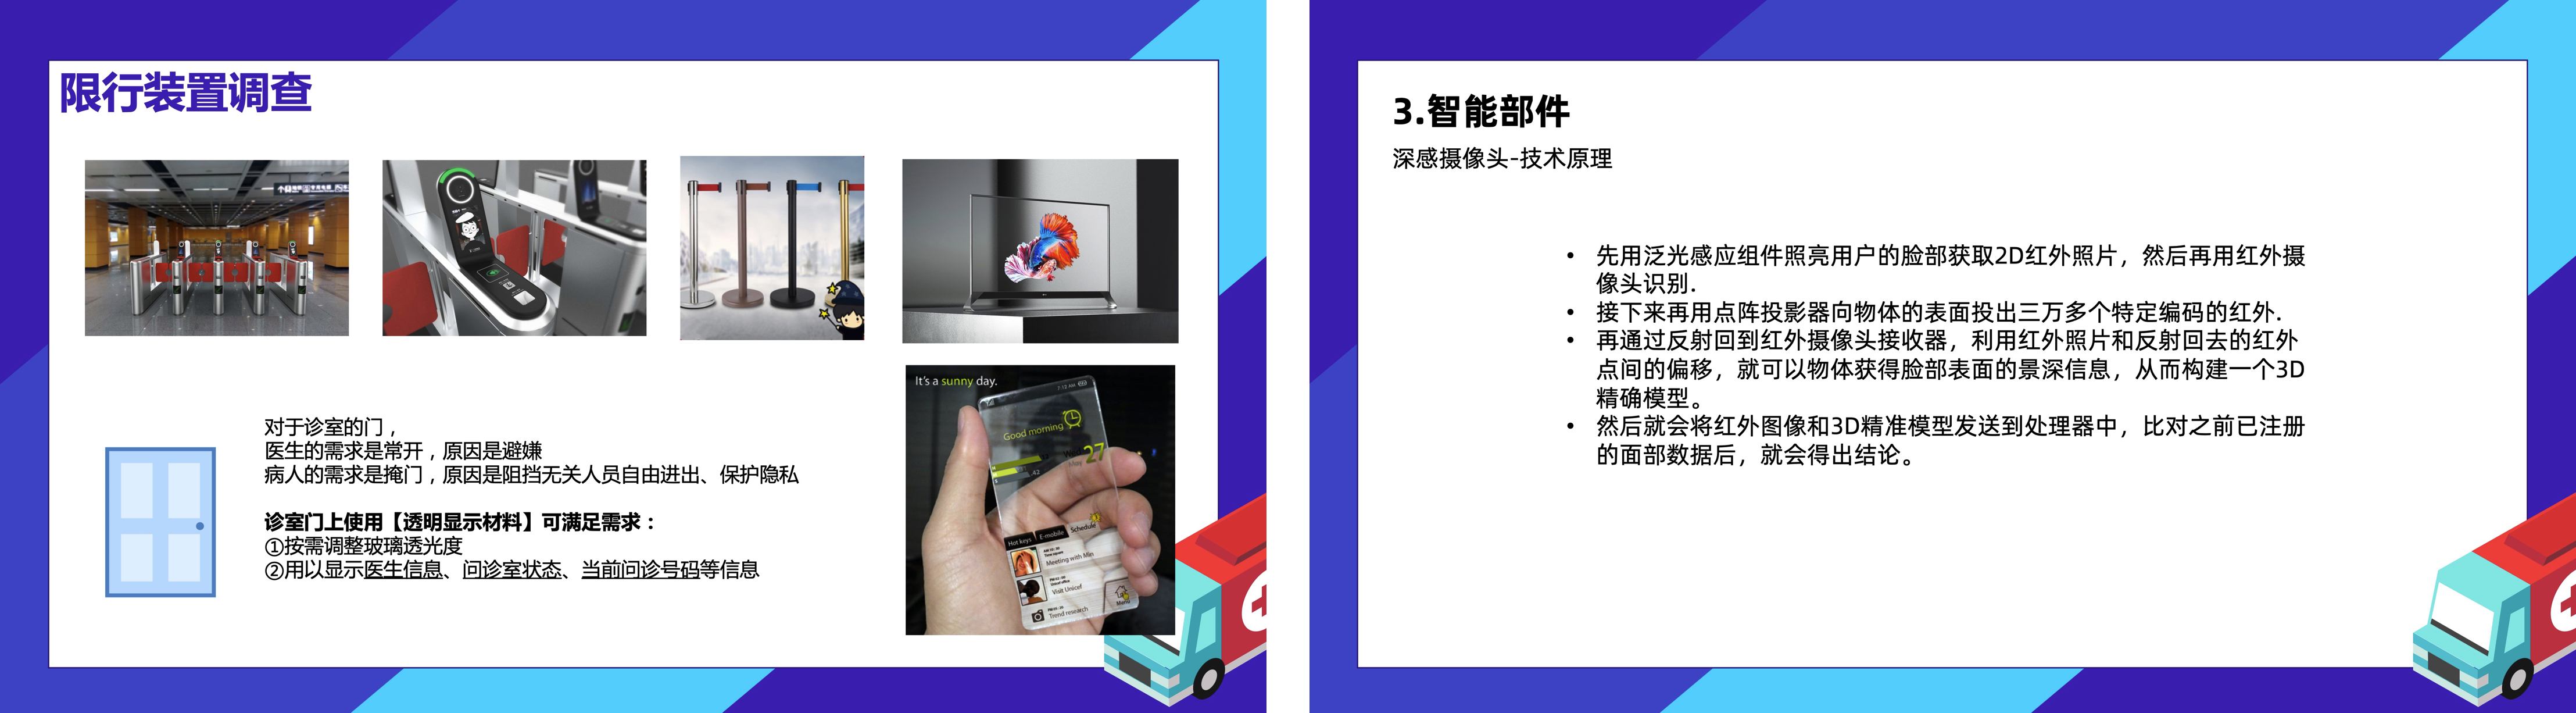 限行装置调查
It's a sunny day.
7:13 AM
Good morning
27
May
.42
Hot keys
E-mobile
Schedule
Meeting with Min
Visit Unicef
Trend research
Menu
对于诊室的门，
医生的需求是常开，原因是避嫌
病人的需求是掩门，原因是阻挡无关人员自由进出、保护隐私
诊室门上使用【透明显示材料】可满足需求：
①按需调整玻璃透光度
②用以显示医生信息、问诊室状态、当前问诊号码等信息
3.智能部件
深感摄像头-技术原理
• 先用泛光感应组件照亮用户的脸部获取2D红外照片，然后再用红外摄
像头识别.
• 接下来再用点阵投影器向物体的表面投出三万多个特定编码的红外.
• 再通过反射回到红外摄像头接收器，利用红外照片和反射回去的红外
点间的偏移，就可以物体获得脸部表面的景深信息，从而构建一个3D
精确模型。
• 然后就会将红外图像和3D精准模型发送到处理器中，比对之前已注册
的面部数据后，就会得出结论。